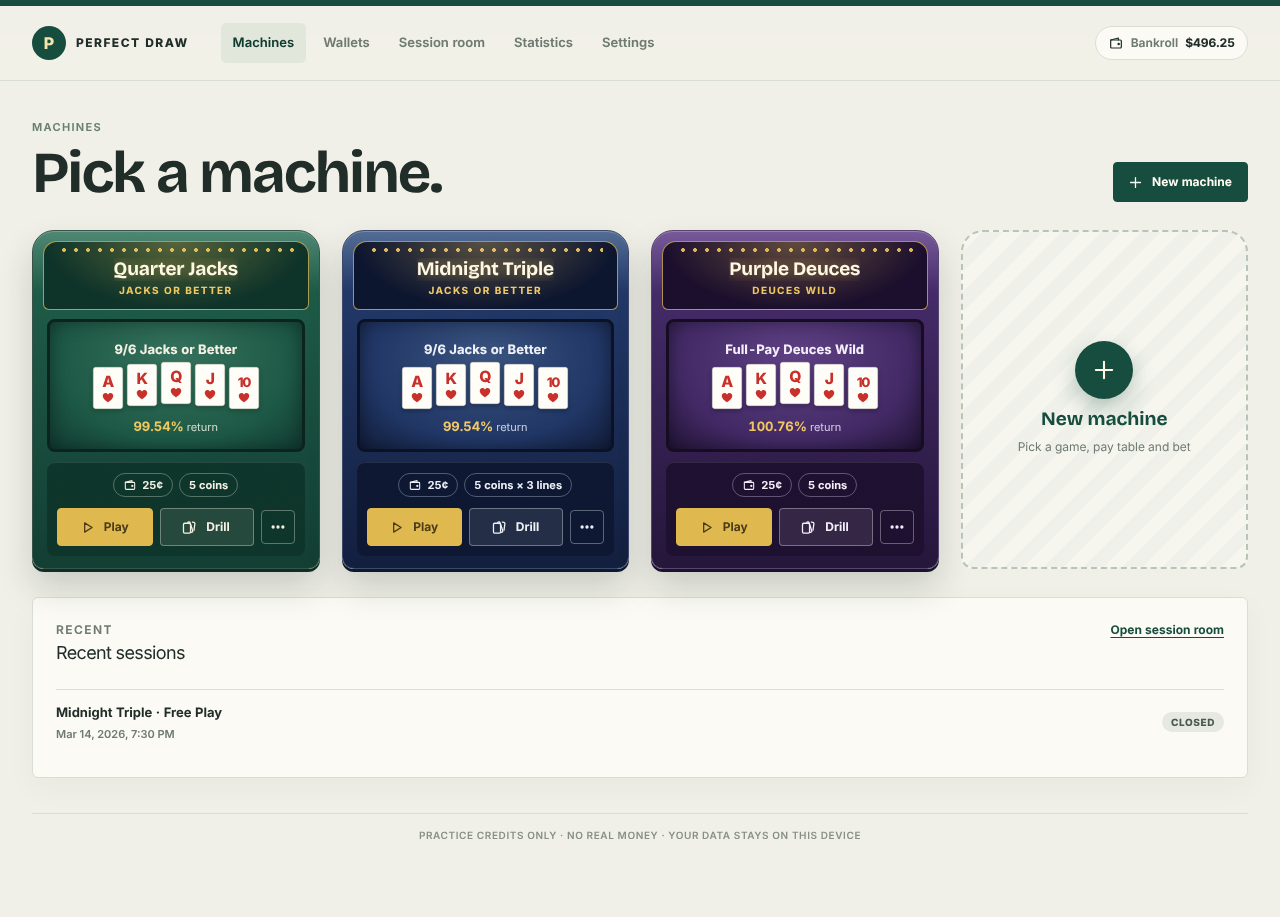 P PERFECT DRAW Machines Wallets Session room Statistics Settings Bankroll $496.25
MACHINES
Pick a machine.
New machine
Quarter Jacks
JACKS OR BETTER
9/6 Jacks or Better
A K Q J 10
99.54% return
25¢ 5 coins
Play Drill
Midnight Triple
JACKS OR BETTER
9/6 Jacks or Better
A K Q J 10
99.54% return
25¢ 5 coins × 3 lines
Play Drill
Purple Deuces
DEUCES WILD
Full-Pay Deuces Wild
A K Q J 10
100.76% return
25¢ 5 coins
Play Drill
New machine
Pick a game, pay table and bet
RECENT
Recent sessions
Open session room
Midnight Triple · Free Play
Mar 14, 2026, 7:30 PM
CLOSED
PRACTICE CREDITS ONLY · NO REAL MONEY · YOUR DATA STAYS ON THIS DEVICE